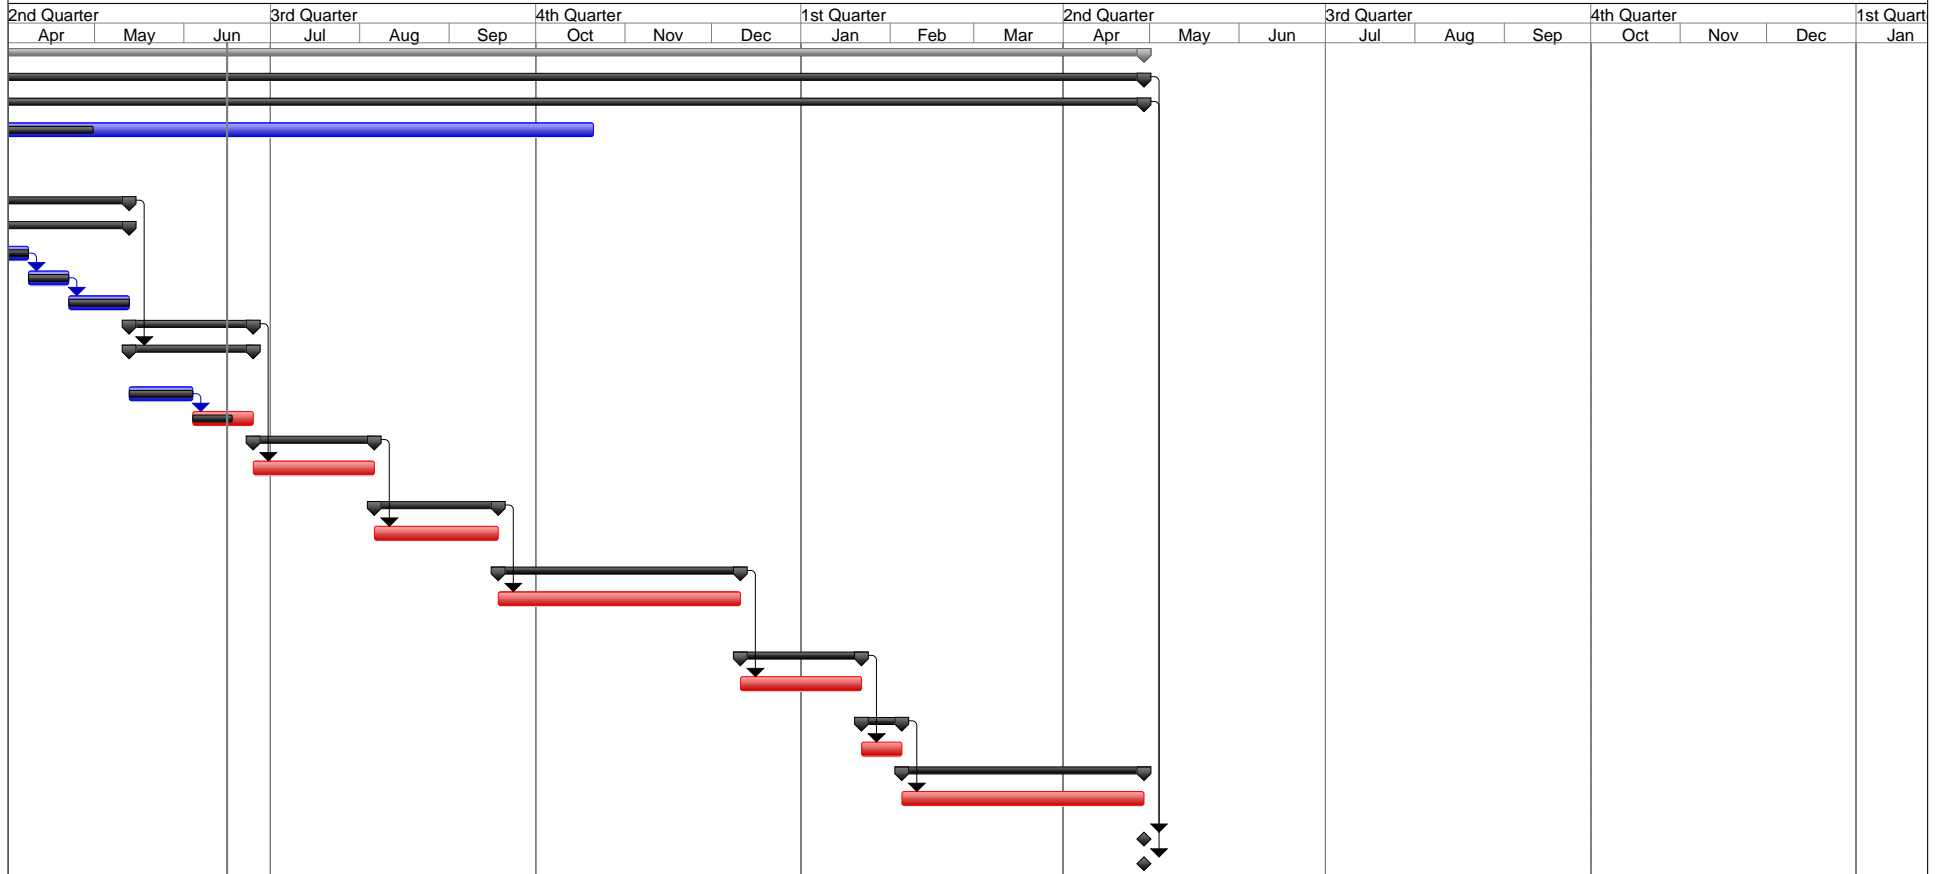 2nd Quarter 3rd Quarter 4th Quarter 1st Quarter 2nd Quarter 3rd Quarter 4th Quarter 1st Quart
Apr May Jun Jul Aug Sep Oct Nov Dec Jan Feb Mar Apr May Jun Jul Aug Sep Oct Nov Dec Jan